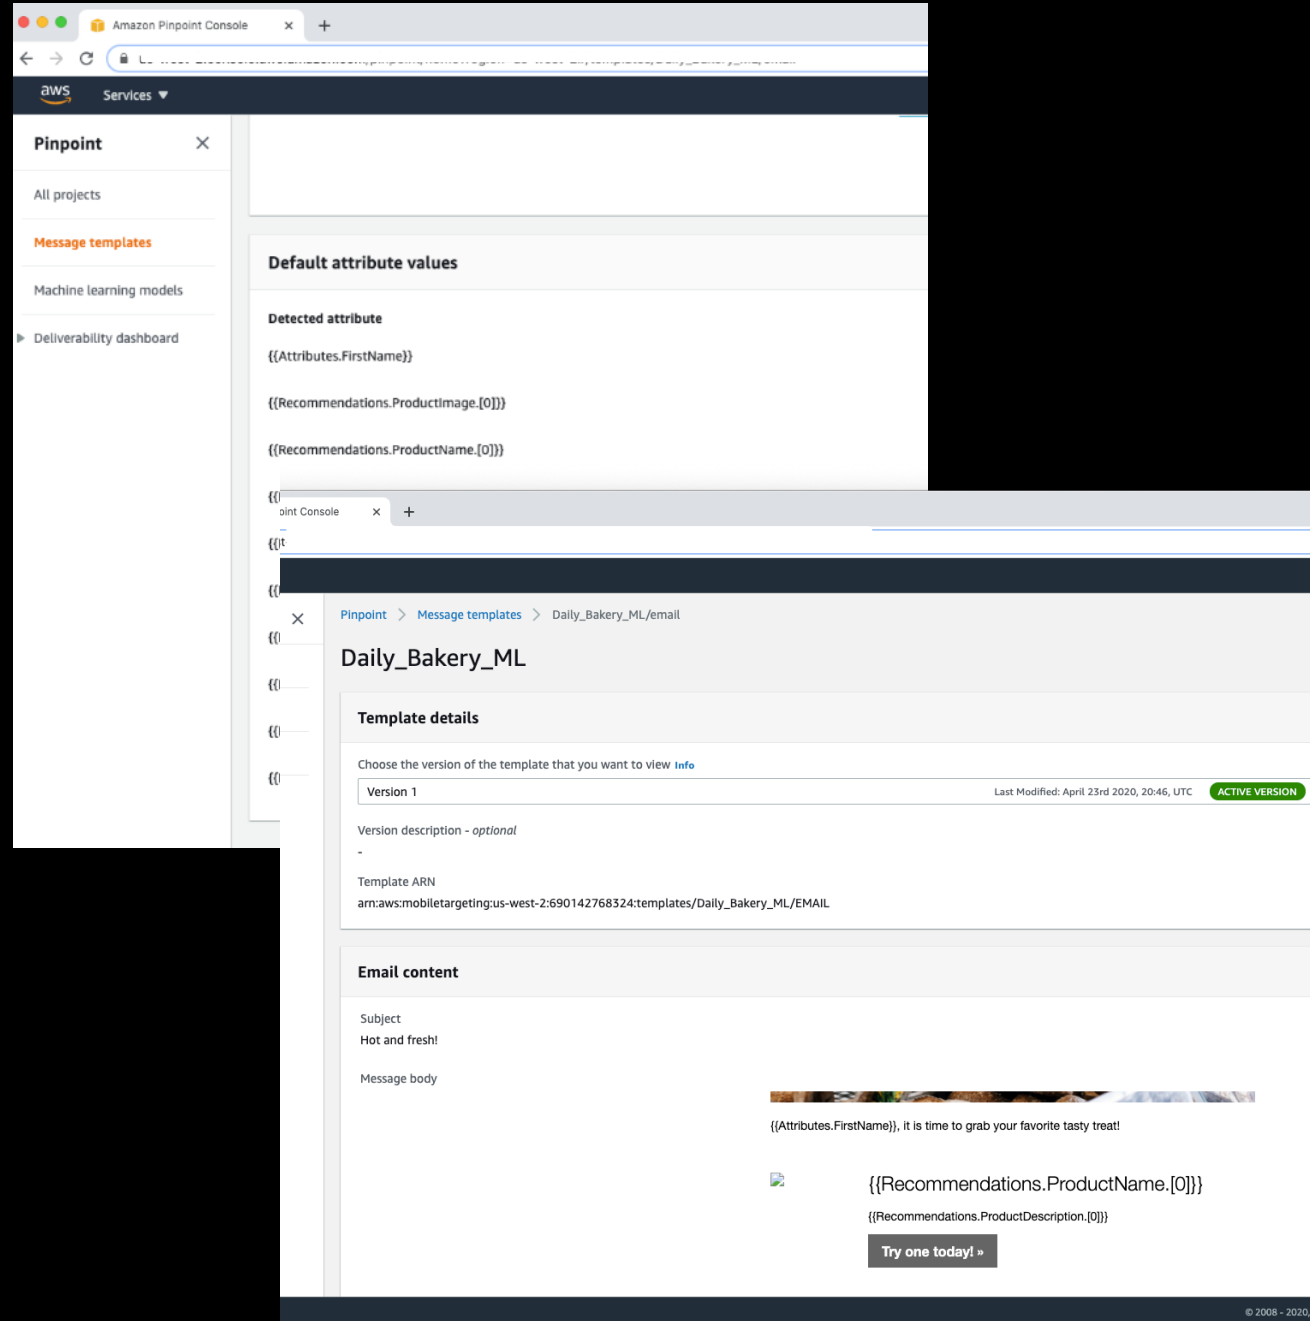 Amazon Pinpoint Console
aws
Services
Pinpoint
All projects
Message templates
Machine learning models
Deliverability dashboard
Default attribute values
Detected attribute
{{Attributes.FirstName}}
{{Recommendations.ProductImage.[0]}}
{{Recommendations.ProductName.[0]}}
{{
{{
{{
{{
{{
{{
{{
oint Console
Pinpoint > Message templates > Daily_Bakery_ML/email
Daily_Bakery_ML
Template details
Choose the version of the template that you want to view Info
Version 1 Last Modified: April 23rd 2020, 20:46, UTC ACTIVE VERSION
Version description - optional
-
Template ARN
arn:aws:mobiletargeting:us-west-2:690142768324:templates/Daily_Bakery_ML/EMAIL
Email content
Subject
Hot and fresh!
Message body
{{Attributes.FirstName}}, it is time to grab your favorite tasty treat!
{{Recommendations.ProductName.[0]}}
{{Recommendations.ProductDescription.[0]}}
Try one today! »
© 2008 - 2020,